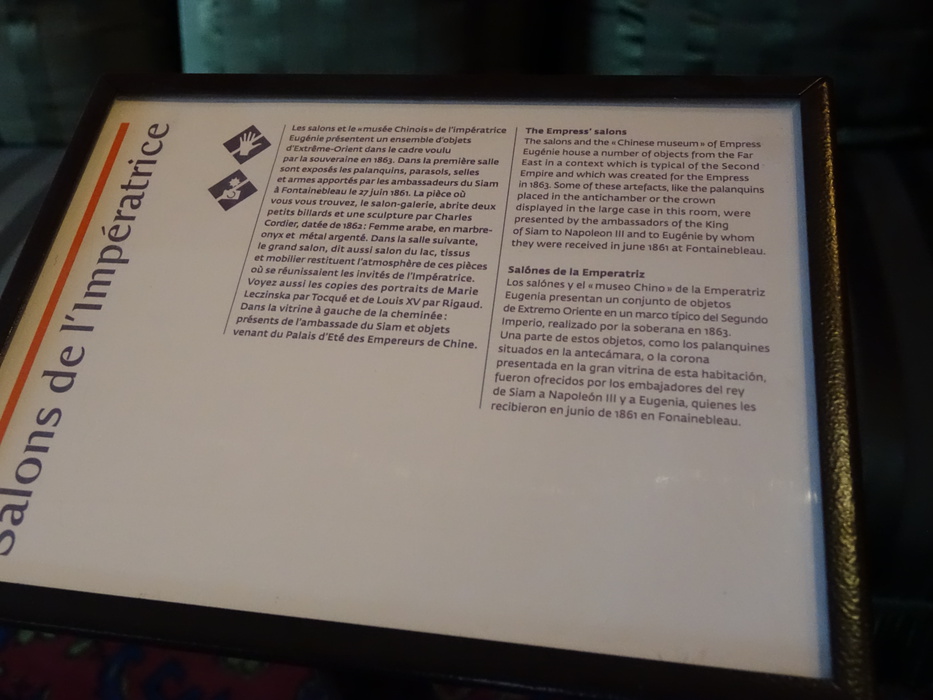 Salons de l'Impératrice
Les salons et le «musée Chinois» de l'impératrice
Eugénie présentent un ensemble d'objets
d'Extrême-Orient dans le cadre voulu
par la souveraine en 1863. Dans la première salle
sont exposés les palanquins, parasols, selles
et armes apportés par les ambassadeurs du Siam
à Fontainebleau le 27 juin 1861. La pièce où
vous vous trouvez, le salon-galerie, abrite deux
petits billards et une sculpture par Charles
Cordier, datée de 1862: Femme arabe, en marbre-
onyx et métal argenté. Dans la salle suivante,
le grand salon, dit aussi salon du lac, tissus
et mobilier restituent l'atmosphère de ces pièces
où se réunissaient les invités de l'Impératrice.
Voyez aussi les copies des portraits de Marie
Leczinska par Tocqué et de Louis XV par Rigaud.
Dans la vitrine à gauche de la cheminée:
présents de l'ambassade du Siam et objets
venant du Palais d'Eté des Empereurs de Chine.
The Empress' salons
The salons and the «Chinese museum» of Empress
Eugénie house a number of objects from the Far
East in a context which is typical of the Second
Empire and which was created for the Empress
in 1863. Some of these artefacts, like the palanquins
placed in the antichamber or the crown
displayed in the large case in this room, were
presented by the ambassadors of the King
of Siam to Napoleon III and to Eugénie by whom
they were received in june 1861 at Fontainebleau.
Salónes de la Emperatriz
Los salónes y el «museo Chino» de la Emperatriz
Eugenia presentan un conjunto de objetos
de Extremo Oriente en un marco típico del Segundo
Imperio, realizado por la soberana en 1863.
Una parte de estos objetos, como los palanquines
situados en la antecámara, o la corona
presentada en la gran vitrina de esta habitación,
fueron ofrecidos por los embajadores del rey
de Siam a Napoleón III y a Eugenia, quienes les
recibieron en junio de 1861 en Fonainebleau.